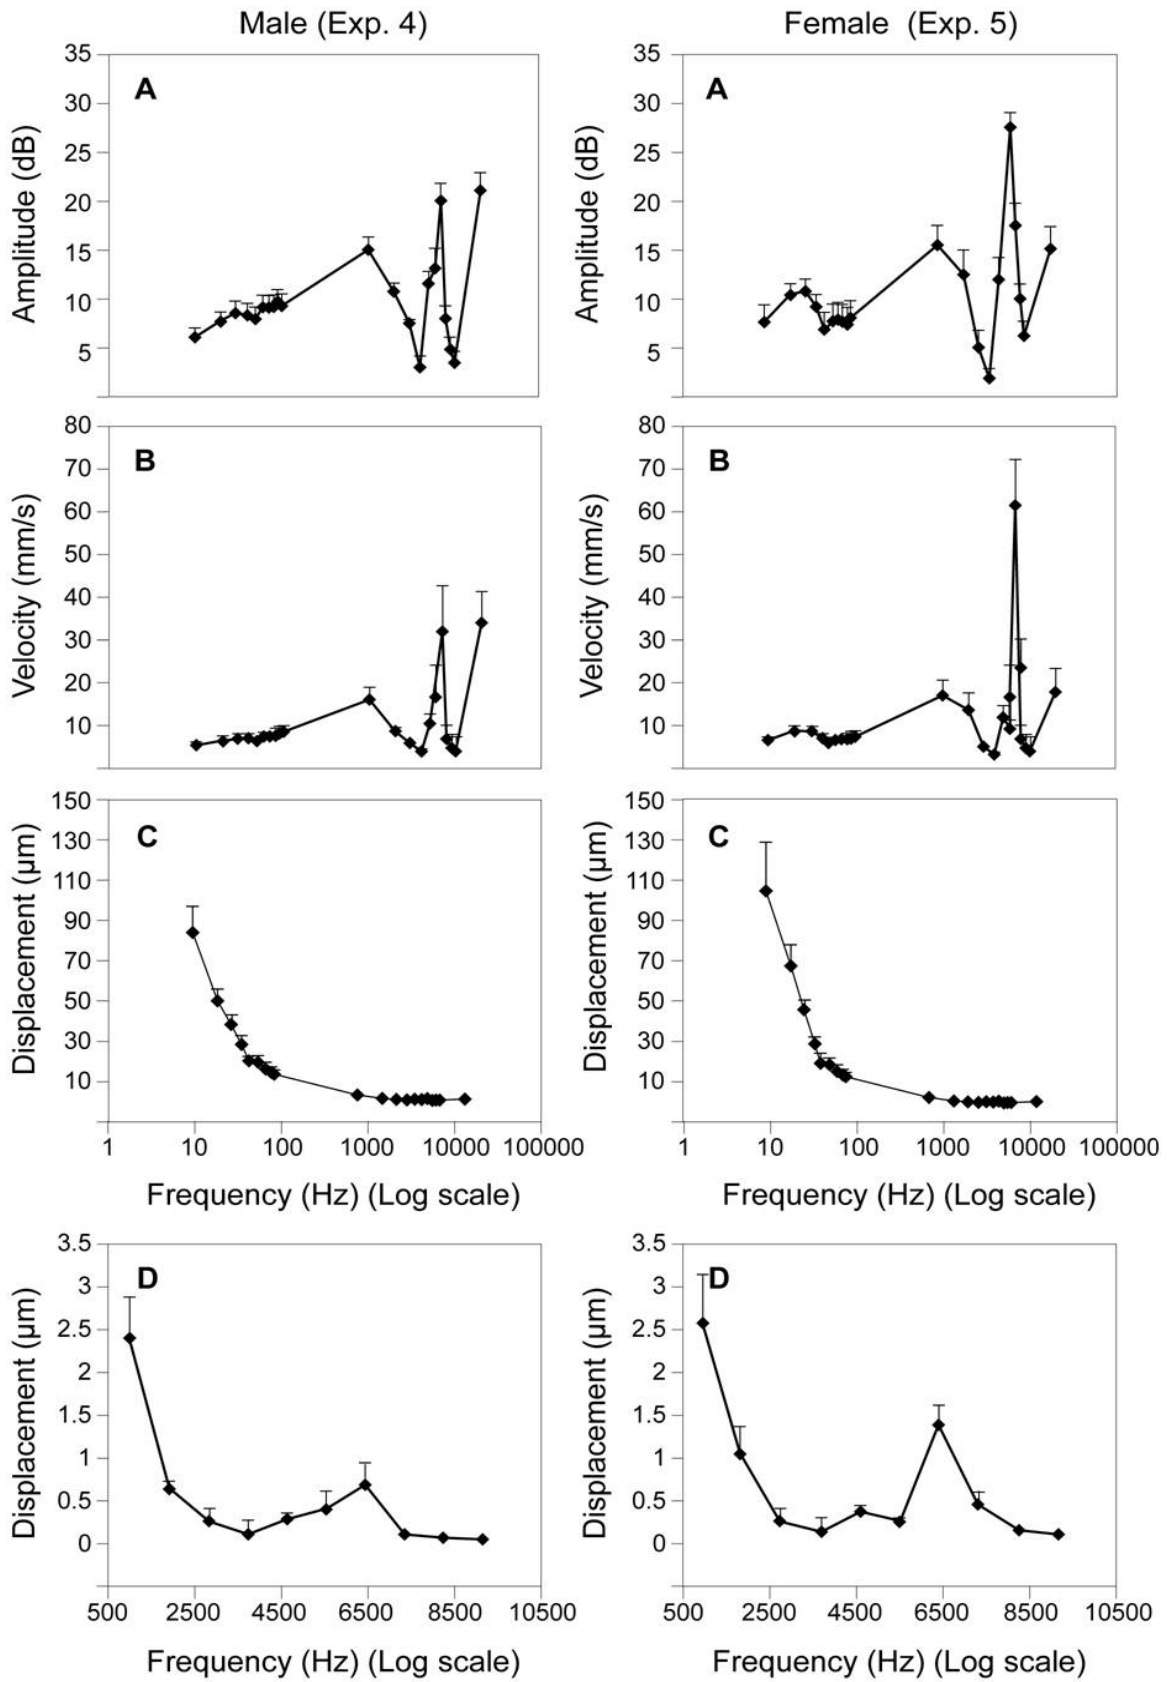 Male (Exp. 4)
Female (Exp. 5)
A
Amplitude (dB)
35
30
25
20
15
10
5
A
Amplitude (dB)
35
30
25
20
15
10
5
B
Velocity (mm/s)
80
70
60
50
40
30
20
10
B
Velocity (mm/s)
80
70
60
50
40
30
20
10
C
Displacement (μm)
150
130
110
90
70
50
30
10
1 10 100 1000 10000 100000
Frequency (Hz) (Log scale)
C
Displacement (μm)
150
130
110
90
70
50
30
10
1 10 100 1000 10000 100000
Frequency (Hz) (Log scale)
D
Displacement (μm)
3.5
3
2.5
2
1.5
1
0.5
0
500 2500 4500 6500 8500 10500
Frequency (Hz) (Log scale)
D
Displacement (μm)
3.5
3
2.5
2
1.5
1
0.5
0
500 2500 4500 6500 8500 10500
Frequency (Hz) (Log scale)